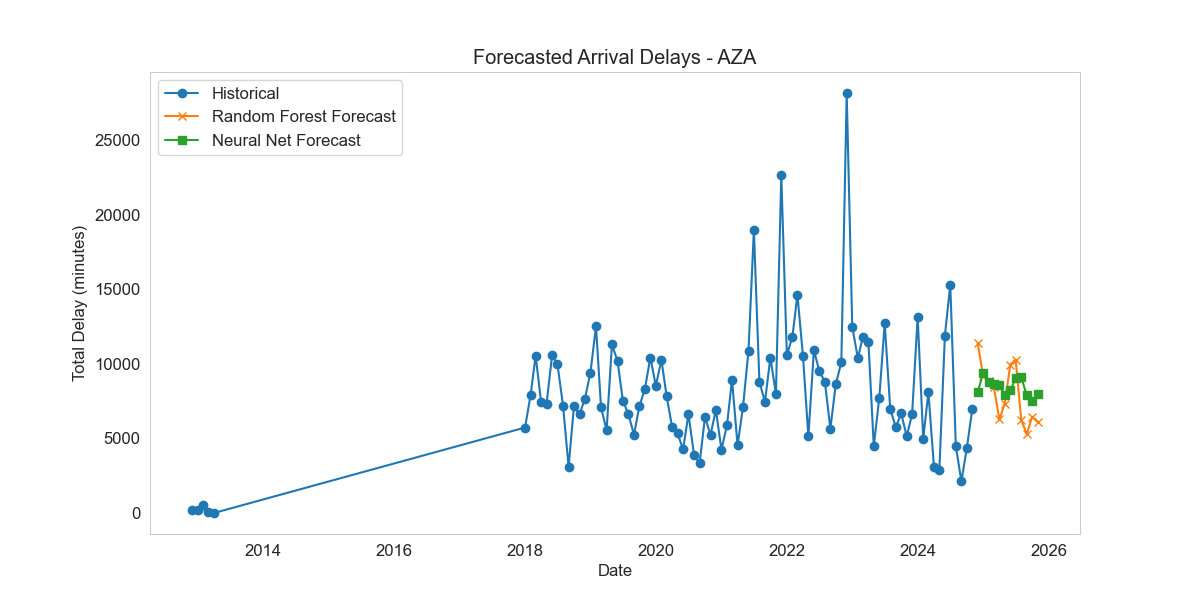 Forecasted Arrival Delays - AZA
Historical
Random Forest Forecast
Neural Net Forecast
Total Delay (minutes)
25000
20000
15000
10000
5000
0
2014 2016 2018 2020 2022 2024 2026
Date